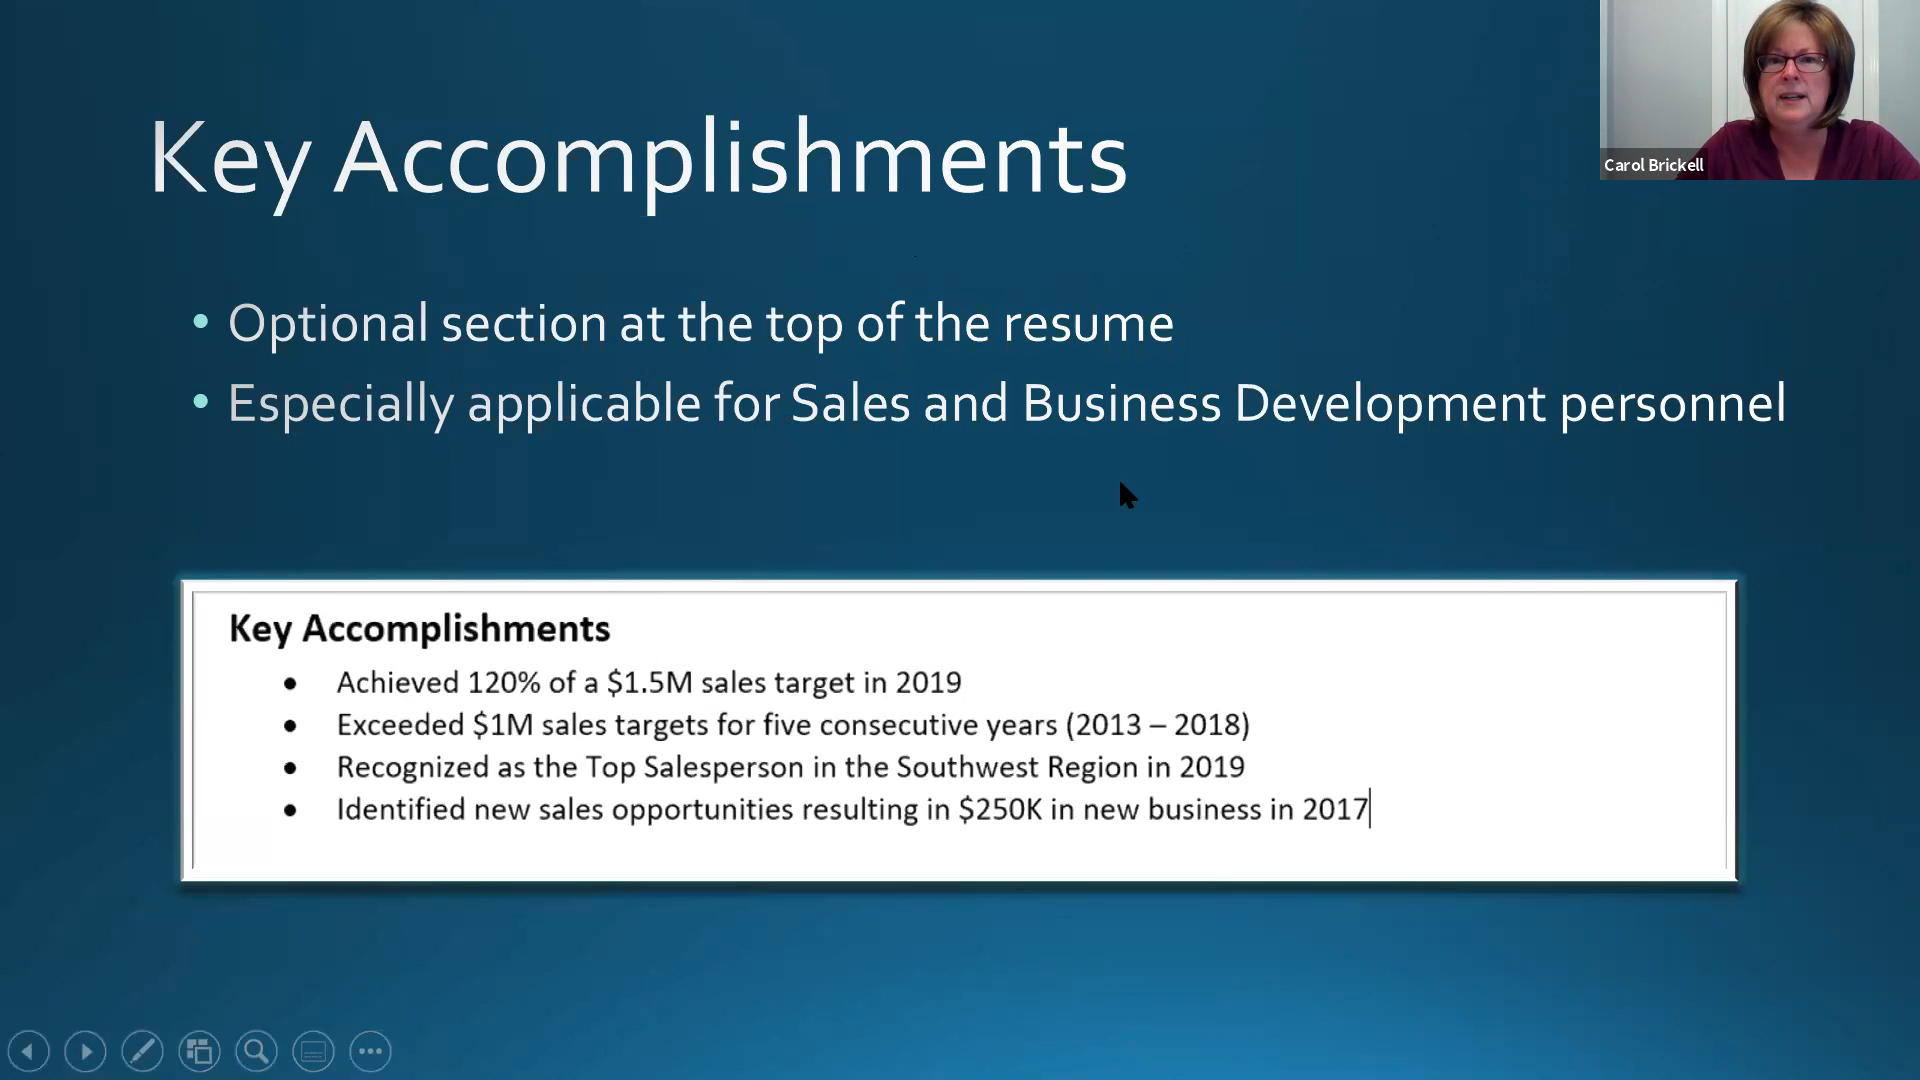 Key Accomplishments
Carol Brickell
• Optional section at the top of the resume
• Especially applicable for Sales and Business Development personnel
Key Accomplishments
• Achieved 120% of a $1.5M sales target in 2019
• Exceeded $1M sales targets for five consecutive years (2013 – 2018)
• Recognized as the Top Salesperson in the Southwest Region in 2019
• Identified new sales opportunities resulting in $250K in new business in 2017